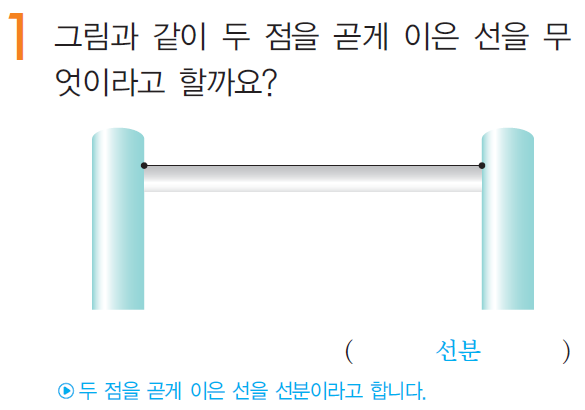 1 그림과 같이 두 점을 곧게 이은 선을 무
엇이라고 할까요?
( 선분 )
▶두 점을 곧게 이은 선을 선분이라고 합니다.